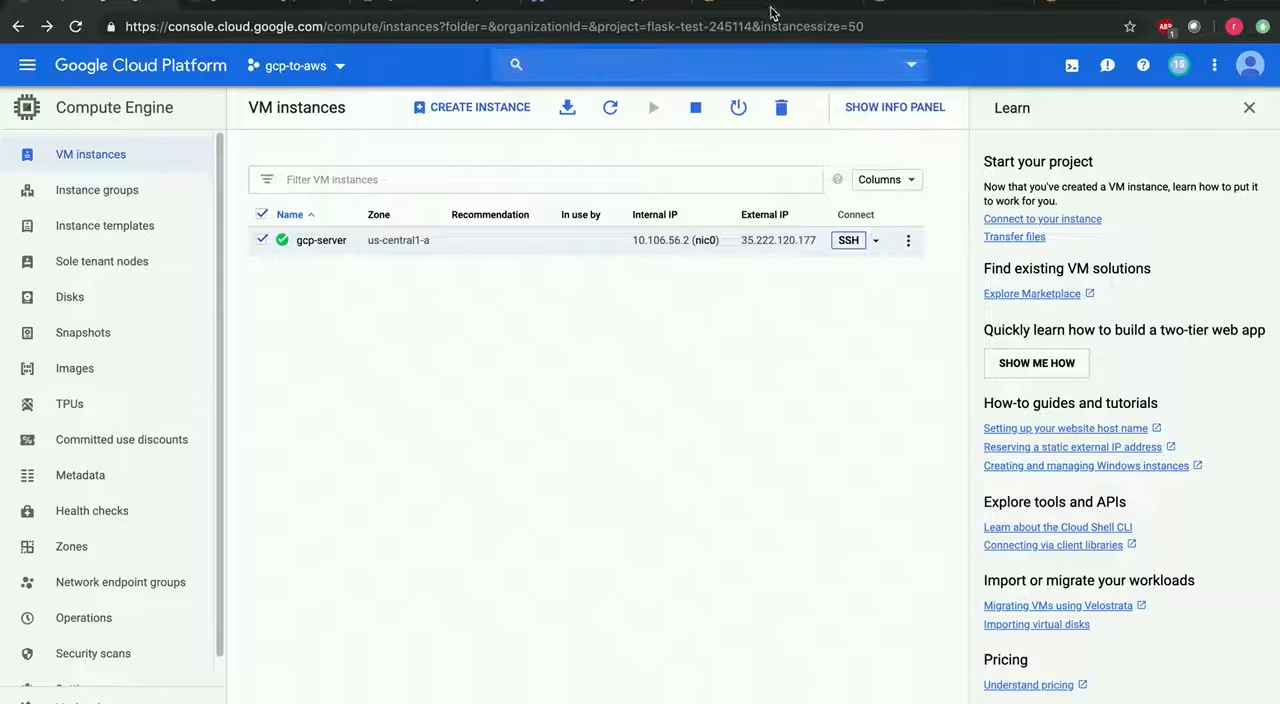 https://console.cloud.google.com/compute/instances?folder=&organizationId=&project=flask-test-245114&instancessize=50
ABP
1
r
Google Cloud Platform
gcp-to-aws
15
Compute Engine
VM instances
CREATE INSTANCE
SHOW INFO PANEL
Learn
VM instances
Instance groups
Instance templates
Sole tenant nodes
Disks
Snapshots
Images
TPUs
Committed use discounts
Metadata
Health checks
Zones
Network endpoint groups
Operations
Security scans
Filter VM instances
Columns
Name Zone Recommendation In use by Internal IP External IP Connect
gcp-server us-central1-a 10.106.56.2 (nic0) 35.222.120.177 SSH
Start your project
Now that you've created a VM instance, learn how to put it
to work for you.
Connect to your instance
Transfer files
Find existing VM solutions
Explore Marketplace
Quickly learn how to build a two-tier web app
SHOW ME HOW
How-to guides and tutorials
Setting up your website host name
Reserving a static external IP address
Creating and managing Windows instances
Explore tools and APIs
Learn about the Cloud Shell CLI
Connecting via client libraries
Import or migrate your workloads
Migrating VMs using Velostrata
Importing virtual disks
Pricing
Understand pricing